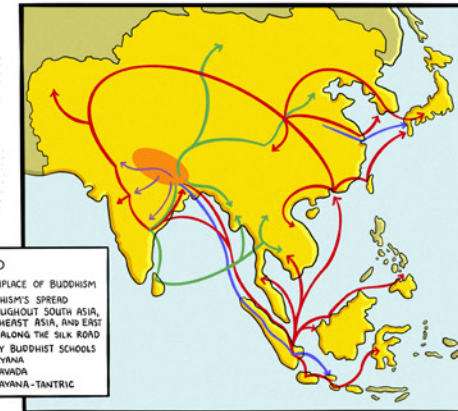 D
PLACE OF BUDDHISM
HISM'S SPREAD
UGHOUT SOUTH ASIA,
HEAST ASIA, AND EAST
ALONG THE SILK ROAD
Y BUDDHIST SCHOOLS
YANA
AVADA
AYANA-TANTRIC